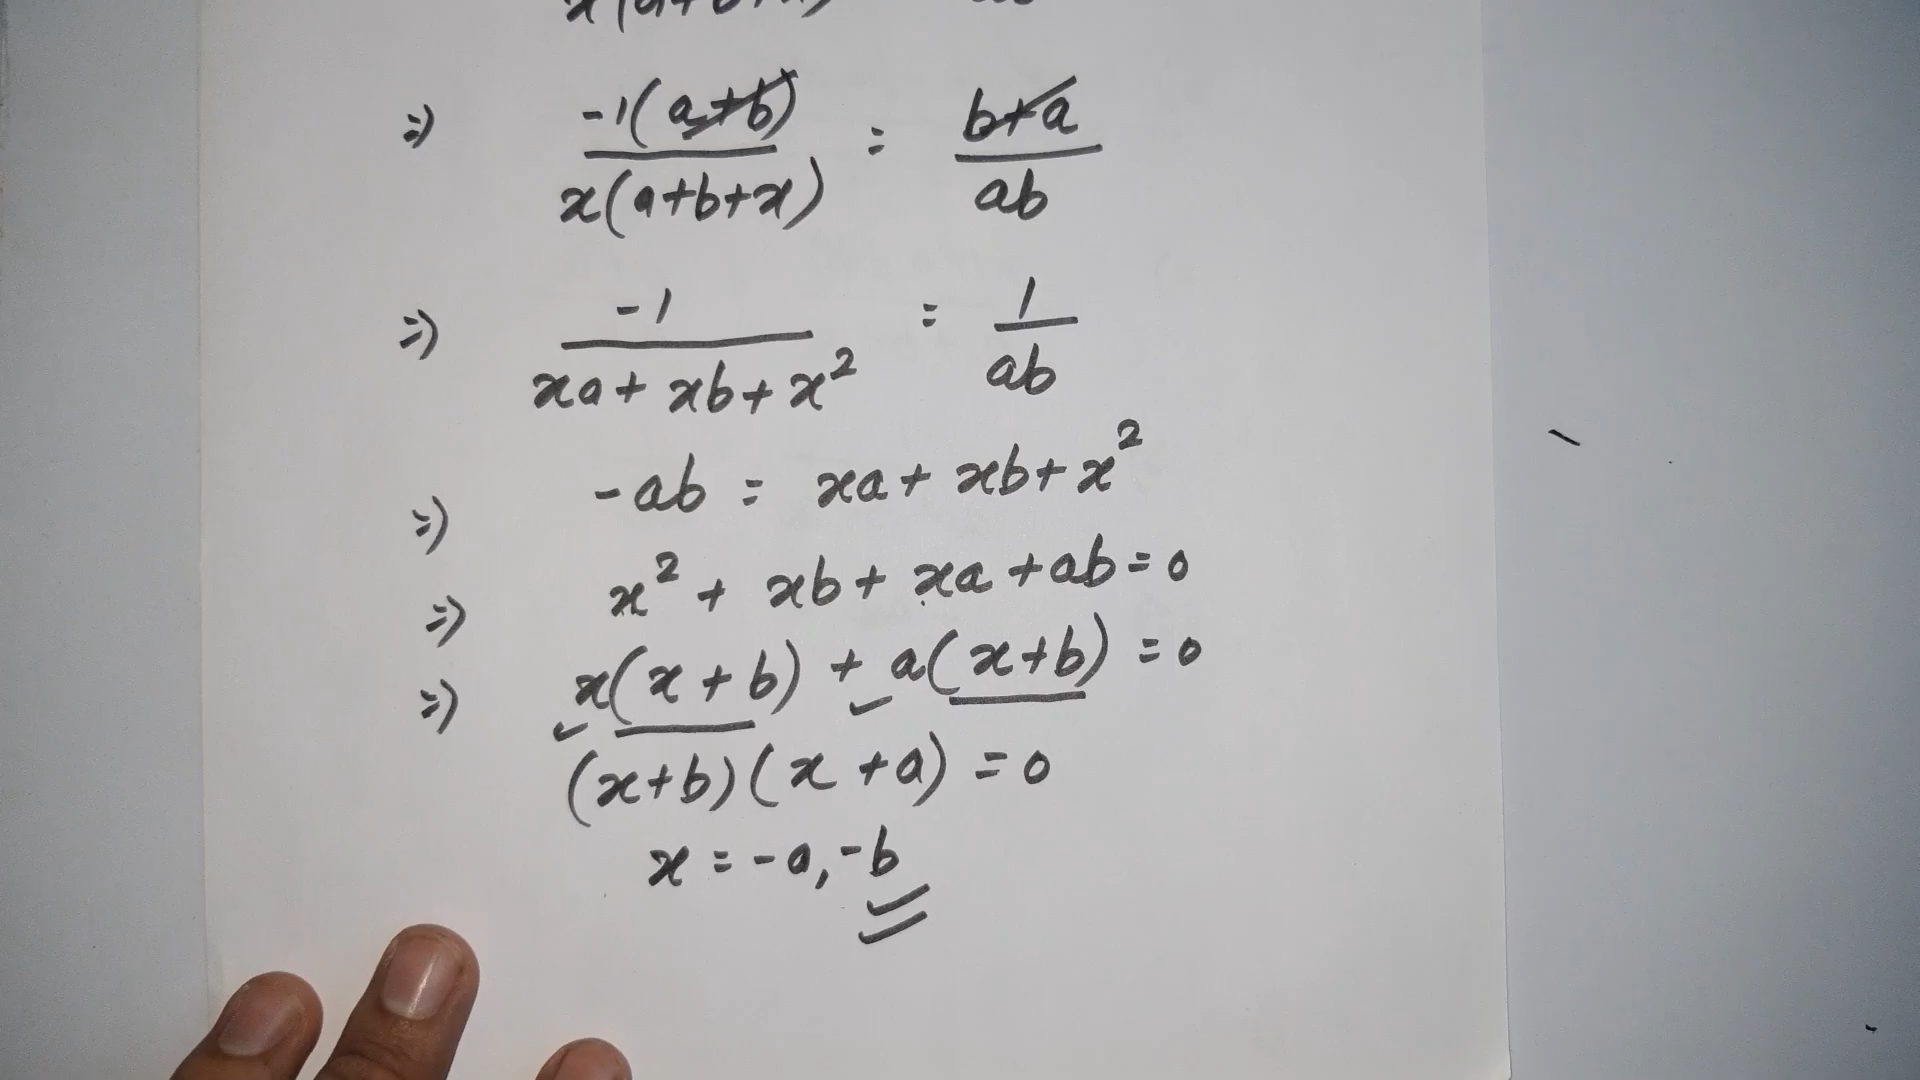 =) -1(a+b)/x(a+b+x) = b+a/ab
=) -1/xa+xb+x² = 1/ab
=) -ab = xa+xb+x²
=) x²+xb+xa+ab=0
=) x(x+b)+a(x+b)=0
(x+b)(x+a)=0
x=-a,-b